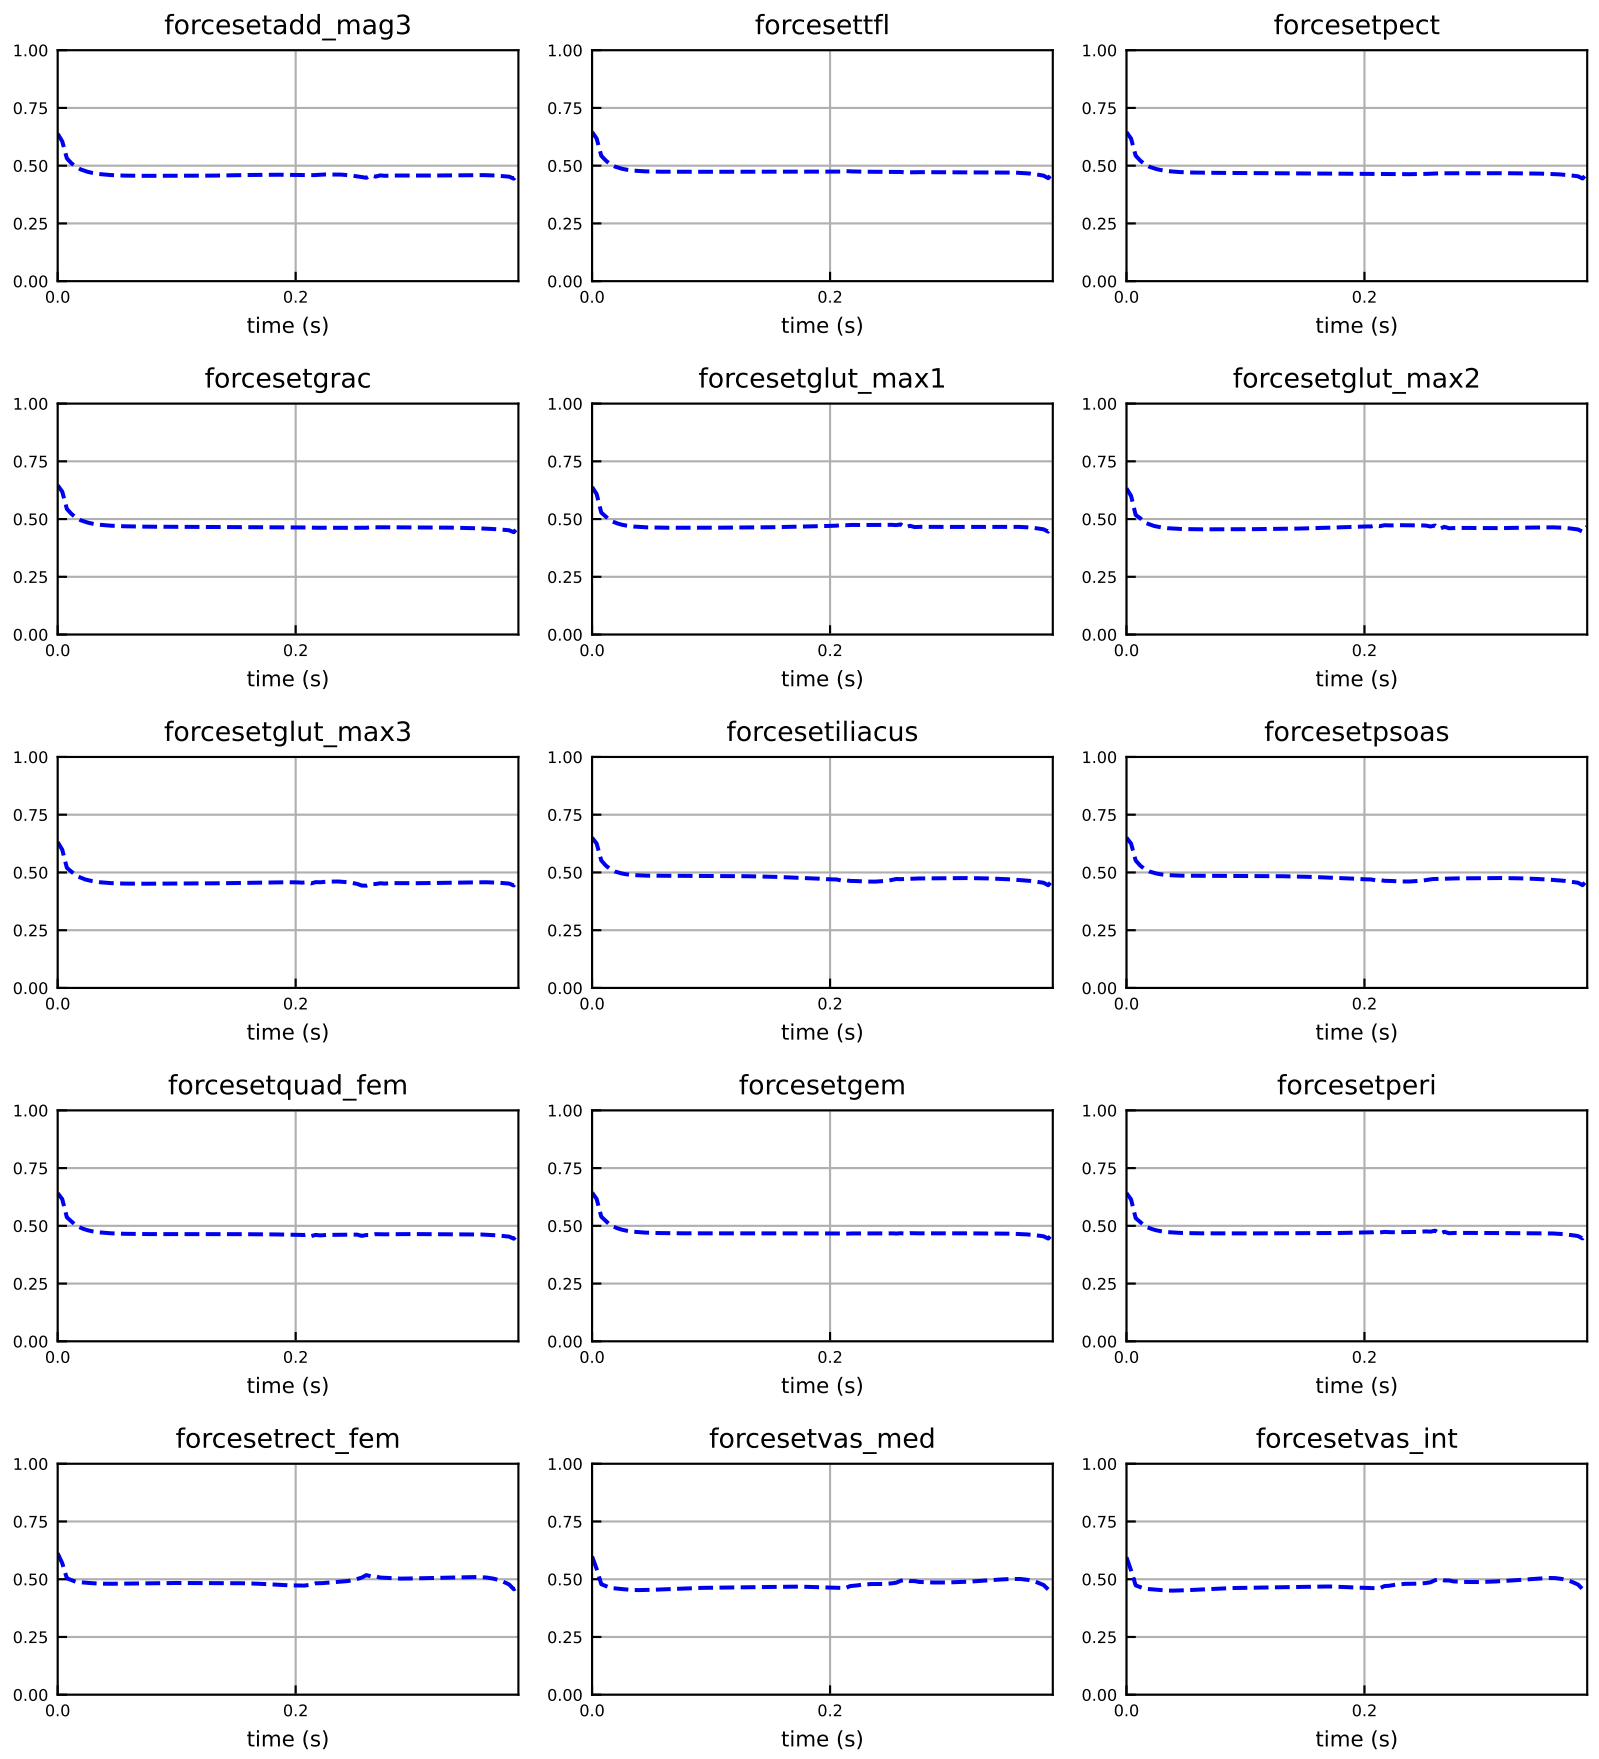 forcesetadd_mag3 forcesettfl forcesetpect
1.00 1.00 1.00
0.75 0.75 0.75
0.50 0.50 0.50
0.25 0.25 0.25
0.00 0.00 0.00
0.0 0.2 0.0 0.2 0.0 0.2
time (s) time (s) time (s)
forcesetgrac forcesetglut_max1 forcesetglut_max2
1.00 1.00 1.00
0.75 0.75 0.75
0.50 0.50 0.50
0.25 0.25 0.25
0.00 0.00 0.00
0.0 0.2 0.0 0.2 0.0 0.2
time (s) time (s) time (s)
forcesetglut_max3 forcesetiliacus forcesetpsoas
1.00 1.00 1.00
0.75 0.75 0.75
0.50 0.50 0.50
0.25 0.25 0.25
0.00 0.00 0.00
0.0 0.2 0.0 0.2 0.0 0.2
time (s) time (s) time (s)
forcesetquad_fem forcesetgem forcesetperi
1.00 1.00 1.00
0.75 0.75 0.75
0.50 0.50 0.50
0.25 0.25 0.25
0.00 0.00 0.00
0.0 0.2 0.0 0.2 0.0 0.2
time (s) time (s) time (s)
forcesetrect_fem forcesetvas_med forcesetvas_int
1.00 1.00 1.00
0.75 0.75 0.75
0.50 0.50 0.50
0.25 0.25 0.25
0.00 0.00 0.00
0.0 0.2 0.0 0.2 0.0 0.2
time (s) time (s) time (s)